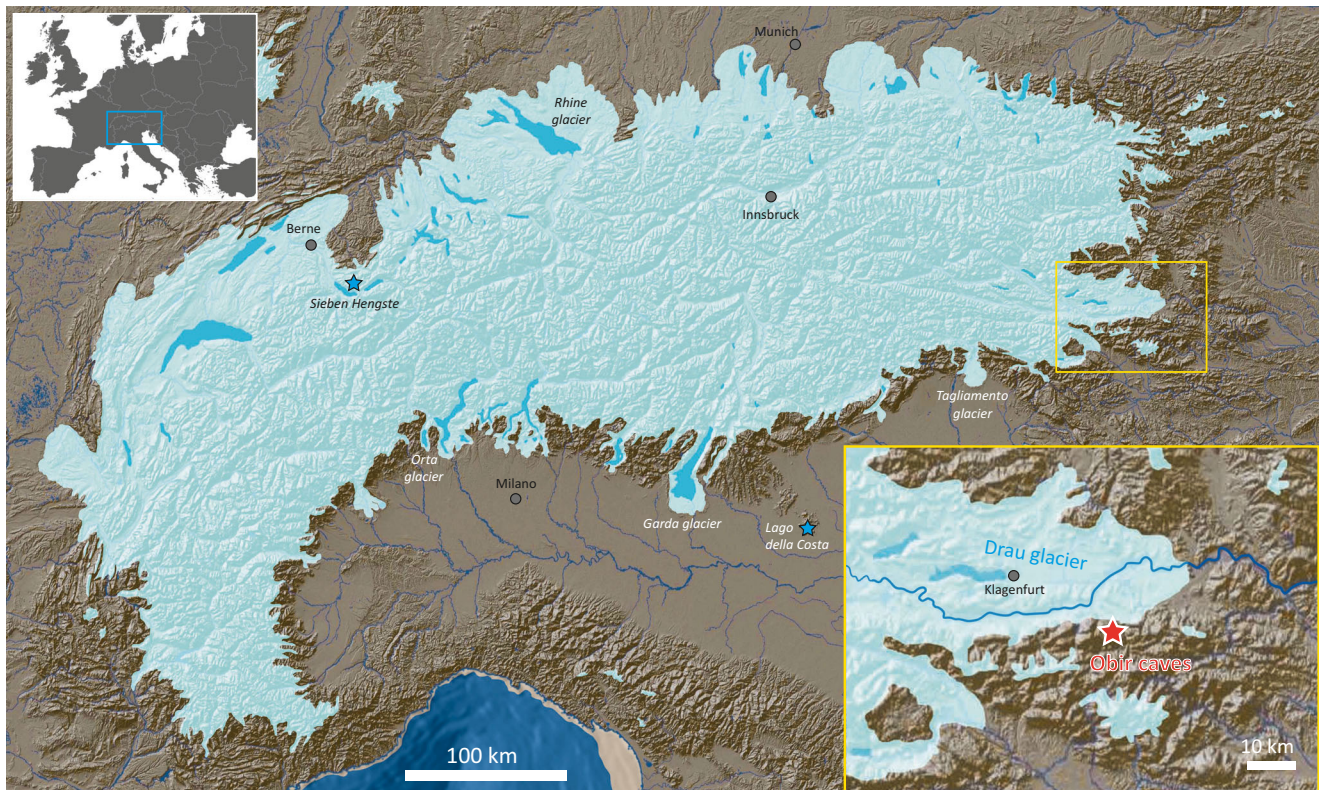 Munich
Rhine
glacier
Innsbruck
Berne
Sieben Hengste
Tagliamento
glacier
Orta
glacier
Milano
Garda glacier
Lago
della Costa
Drau glacier
Klagenfurt
Obir caves
100 km
10 km